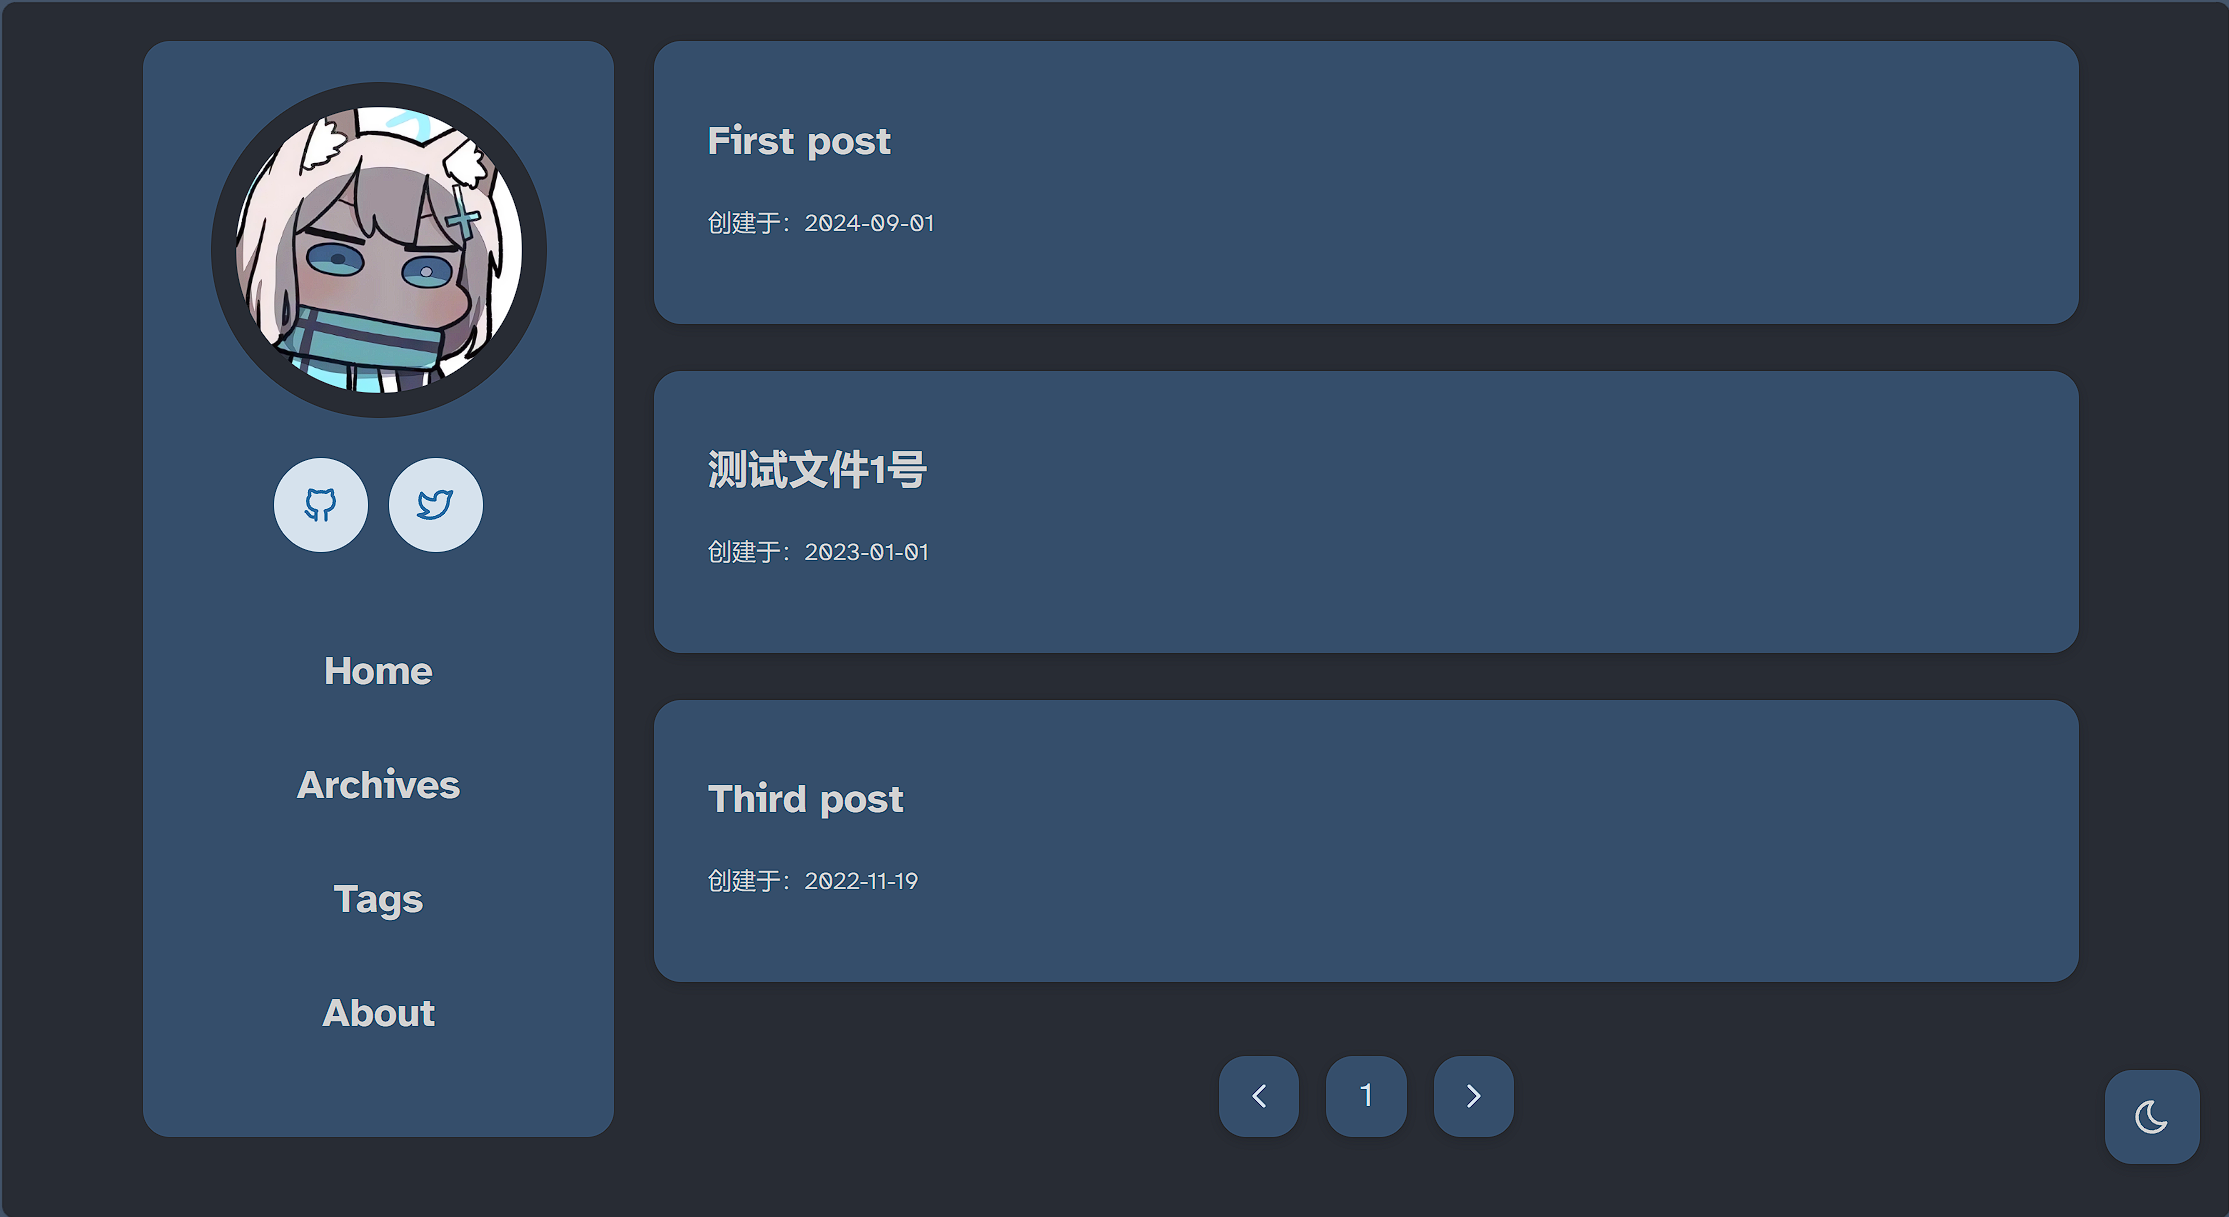 Home
Archives
Tags
About
First post
创建于：2024-09-01
测试文件1号
创建于：2023-01-01
Third post
创建于：2022-11-19
1